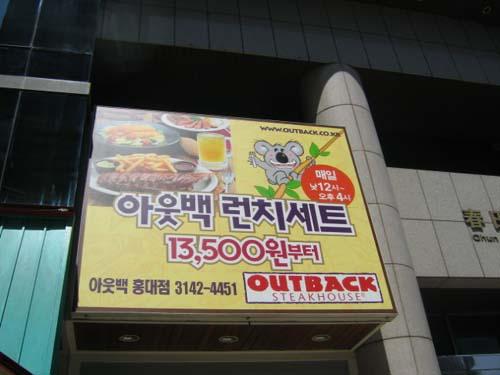 WWW.OUTBACK.CO.KR
매일
낮12시~
오후4시
아웃백 런치세트
13,500원부터
아웃백 홍대점 3142-4451
OUTBACK
STEAKHOUSE®
春
Chun